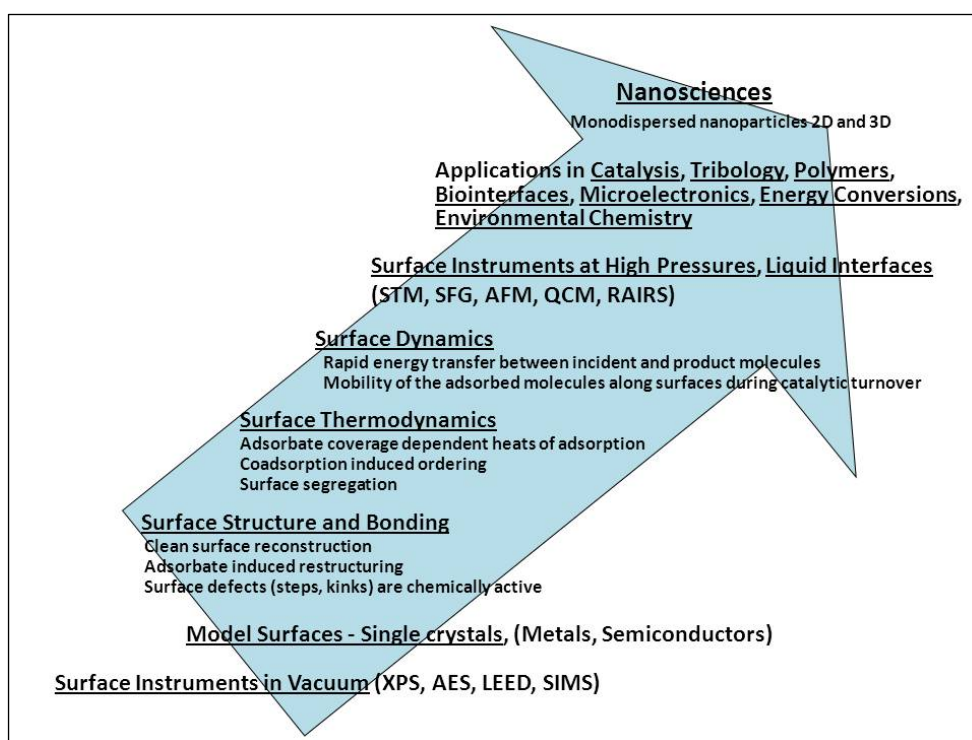 Nanosciences
Monodispersed nanoparticles 2D and 3D
Applications in Catalysis, Tribology, Polymers,
Biointerfaces, Microelectronics, Energy Conversions,
Environmental Chemistry
Surface Instruments at High Pressures, Liquid Interfaces
(STM, SFG, AFM, QCM, RAIRS)
Surface Dynamics
Rapid energy transfer between incident and product molecules
Mobility of the adsorbed molecules along surfaces during catalytic turnover
Surface Thermodynamics
Adsorbate coverage dependent heats of adsorption
Coadsorption induced ordering
Surface segregation
Surface Structure and Bonding
Clean surface reconstruction
Adsorbate induced restructuring
Surface defects (steps, kinks) are chemically active
Model Surfaces - Single crystals, (Metals, Semiconductors)
Surface Instruments in Vacuum (XPS, AES, LEED, SIMS)